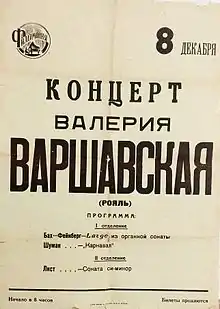 ФИЛАРМОНИЯ
8 ДЕКАБРЯ
КОНЦЕРТ
ВАЛЕРИЯ
ВАРШАВСКАЯ
(РОЯЛЬ)
ПРОГРАММА:
I отделение
Бах—Фейнберг—Largo из органной сонаты
Шуман . . . .—„Карнавал"
II отделение
Лист . . . . .—Соната си-минор
Начало в 8 часов
Билеты продаются